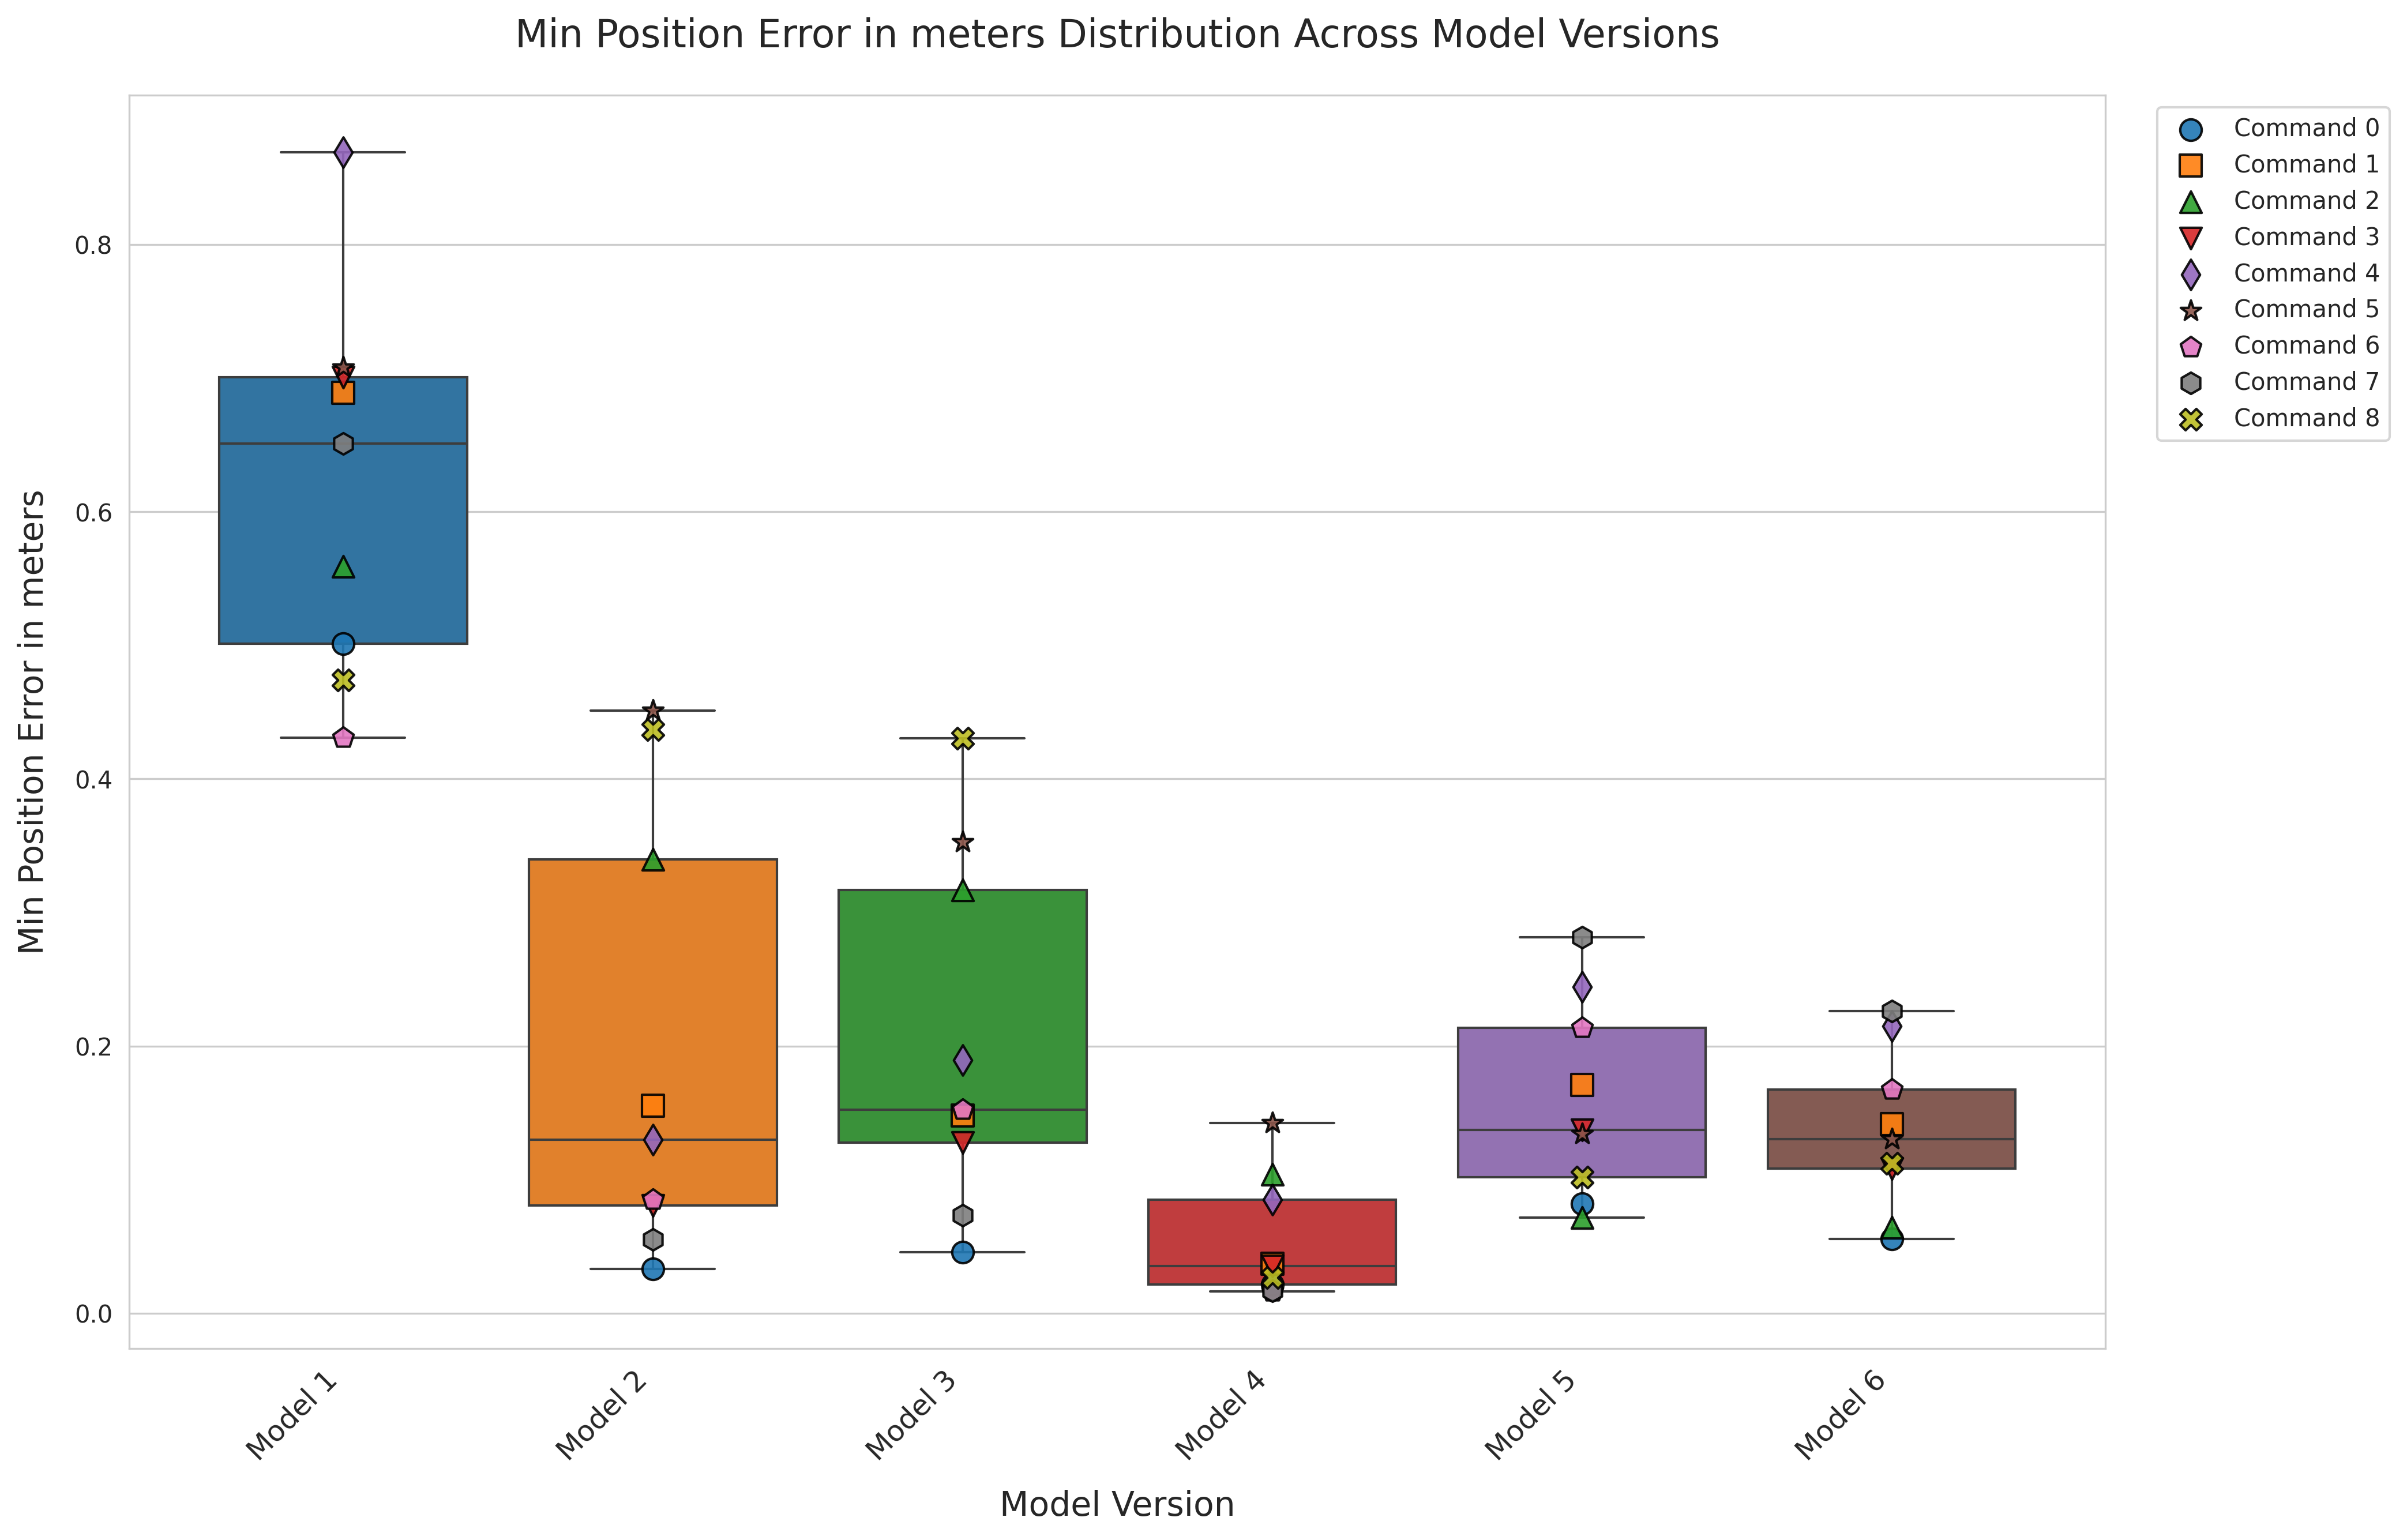 Min Position Error in meters Distribution Across Model Versions
Min Position Error in meters
0.8
0.6
0.4
0.2
0.0
Model 1
Model 2
Model 3
Model 4
Model 5
Model 6
Model Version
Command 0
Command 1
Command 2
Command 3
Command 4
Command 5
Command 6
Command 7
Command 8